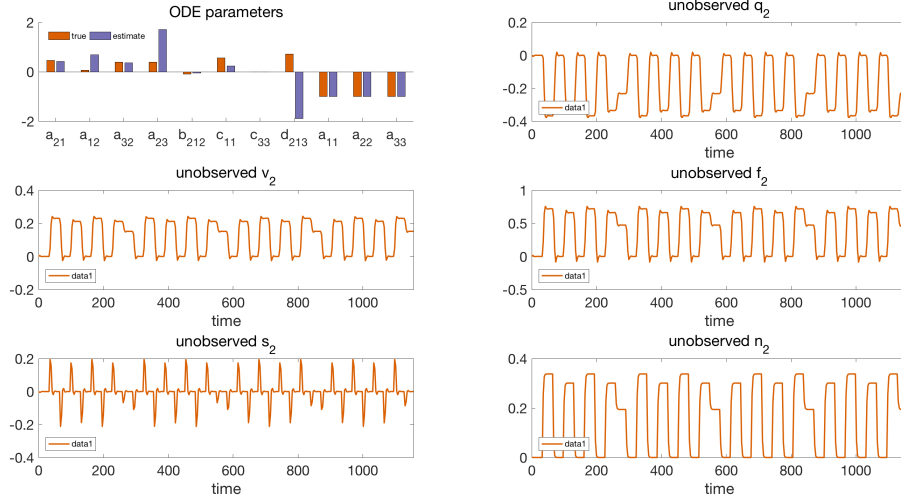 ODE parameters
2
true estimate
0
-2
a21 a12 a32 a23 b212 c11 c33 d213 a11 a22 a33
unobserved q2
0.2
0
-0.2
-0.4
data1
0 200 400 600 800 1000
time
unobserved v2
0.4
0.2
0
-0.2
data1
0 200 400 600 800 1000
time
unobserved f2
1
0.5
0
-0.5
data1
0 200 400 600 800 1000
time
unobserved s2
0.2
0
-0.2
-0.4
data1
0 200 400 600 800 1000
time
unobserved n2
0.4
0.2
0
data1
0 200 400 600 800 1000
time